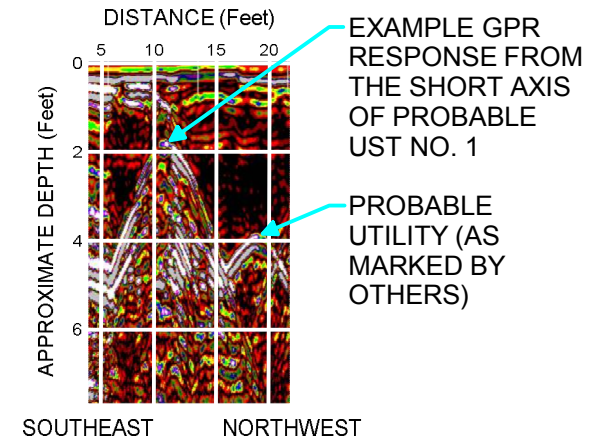 DISTANCE (Feet)
5 10 15 20
APPROXIMATE DEPTH (Feet)
0
2
4
6
EXAMPLE GPR
RESPONSE FROM
THE SHORT AXIS
OF PROBABLE
UST NO. 1
PROBABLE
UTILITY (AS
MARKED BY
OTHERS)
SOUTHEAST NORTHWEST